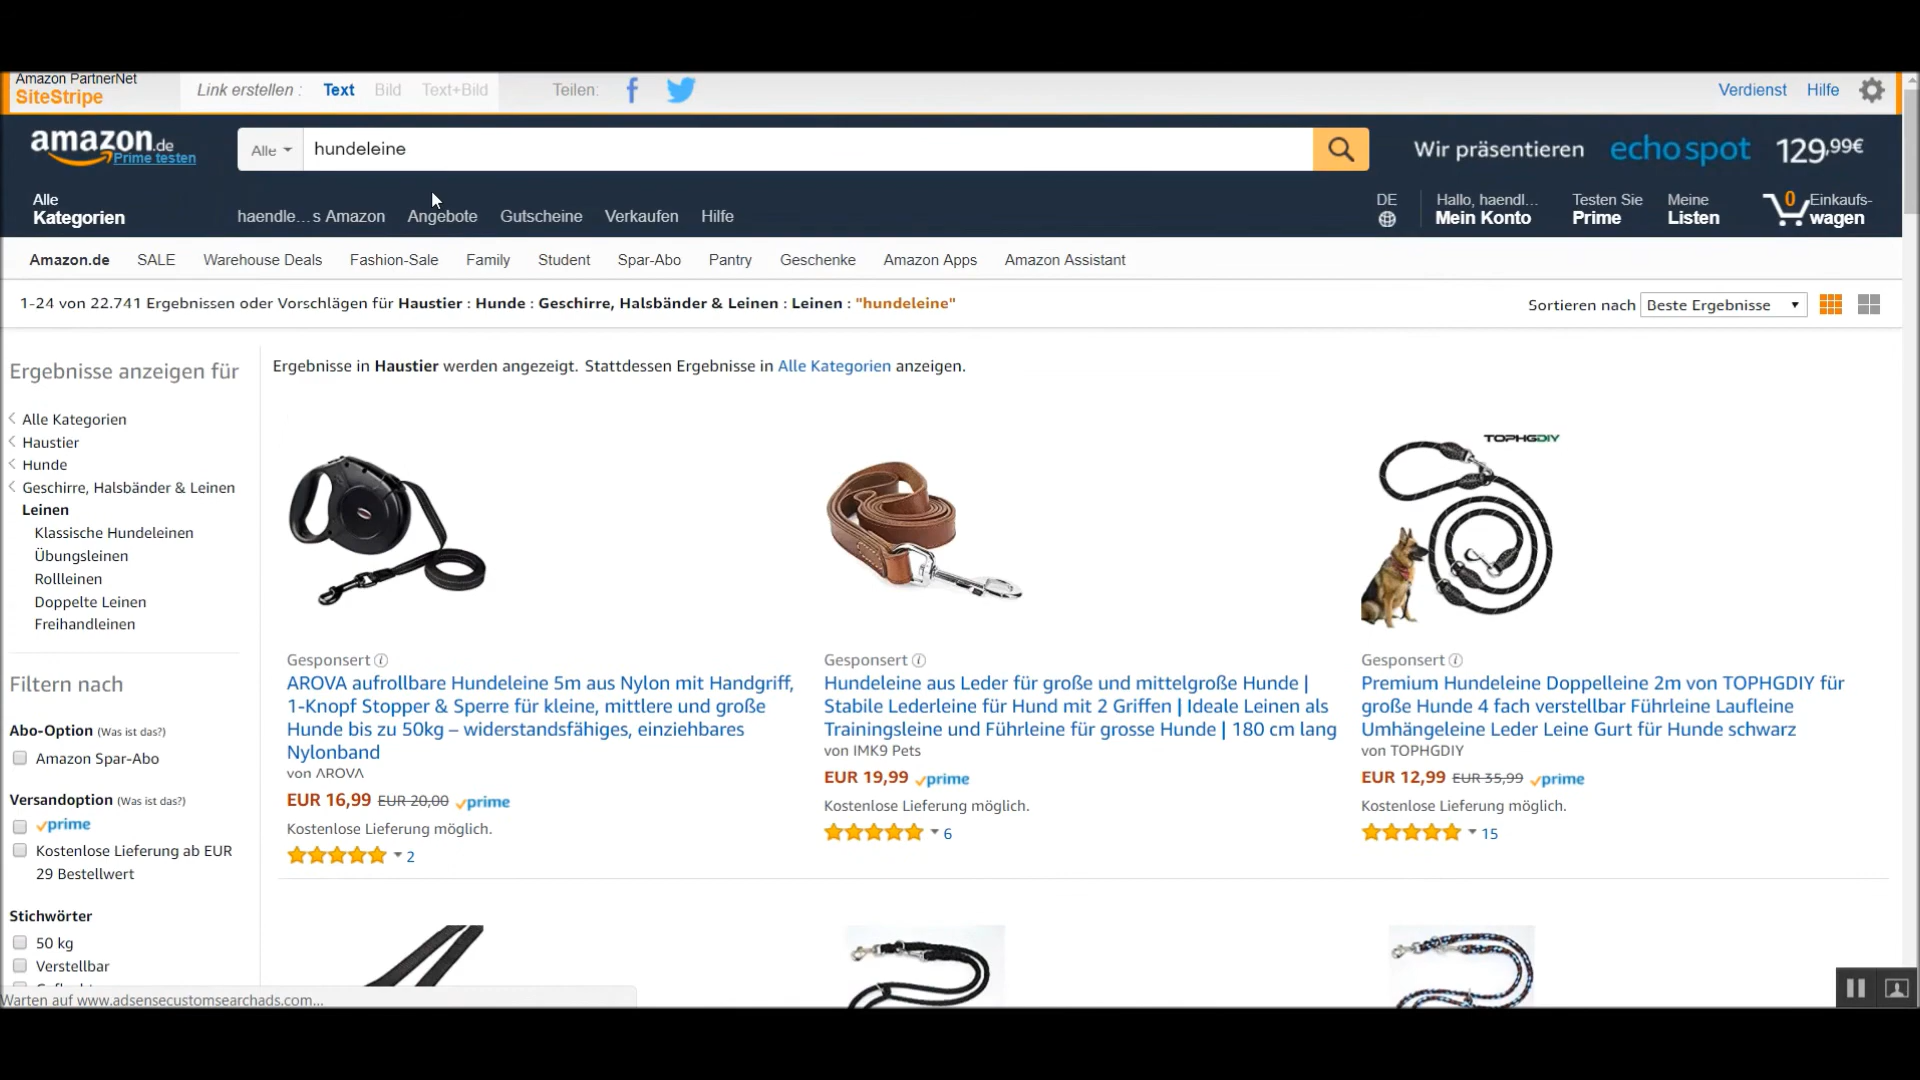 Amazon PartnerNet
SiteStripe
Link erstellen : Text Bild Text+Bild Teilen: Verdienst Hilfe
amazon.de
Prime testen
Alle hundeleine
Wir präsentieren echo spot 129,99€
Alle
Kategorien
haendle...s Amazon Angebote Gutscheine Verkaufen Hilfe
DE
Hallo, haendl...
Mein Konto
Testen Sie
Prime
Meine
Listen
0 Einkaufs-
wagen
Amazon.de SALE Warehouse Deals Fashion-Sale Family Student Spar-Abo Pantry Geschenke Amazon Apps Amazon Assistant
1-24 von 22.741 Ergebnissen oder Vorschlägen für Haustier : Hunde : Geschirre, Halsbänder & Leinen : Leinen : "hundeleine"
Sortieren nach Beste Ergebnisse
Ergebnisse anzeigen für
Alle Kategorien
Haustier
Hunde
Geschirre, Halsbänder & Leinen
Leinen
Klassische Hundeleinen
Übungsleinen
Rollleinen
Doppelte Leinen
Freihandleinen
Filtern nach
Abo-Option (Was ist das?)
Amazon Spar-Abo
Versandoption (Was ist das?)
prime
Kostenlose Lieferung ab EUR
29 Bestellwert
Stichwörter
50 kg
Verstellbar
Ergebnisse in Haustier werden angezeigt. Stattdessen Ergebnisse in Alle Kategorien anzeigen.
Gesponsert
AROVA aufrollbare Hundeleine 5m aus Nylon mit Handgriff,
1-Knopf Stopper & Sperre für kleine, mittlere und große
Hunde bis zu 50kg – widerstandsfähiges, einziehbares
Nylonband
von ΛROVΛ
EUR 16,99 EUR 20,00 prime
Kostenlose Lieferung möglich.
2
Gesponsert
Hundeleine aus Leder für große und mittelgroße Hunde |
Stabile Lederleine für Hund mit 2 Griffen | Ideale Leinen als
Trainingsleine und Führleine für grosse Hunde | 180 cm lang
von IMK9 Pets
EUR 19,99 prime
Kostenlose Lieferung möglich.
6
TOPHGDIY
Gesponsert
Premium Hundeleine Doppelleine 2m von TOPHGDIY für
große Hunde 4 fach verstellbar Führleine Laufleine
Umhängeleine Leder Leine Gurt für Hunde schwarz
von TOPHGDIY
EUR 12,99 EUR 35,99 prime
Kostenlose Lieferung möglich.
15
Warten auf www.adsensecustomsearchads.com...